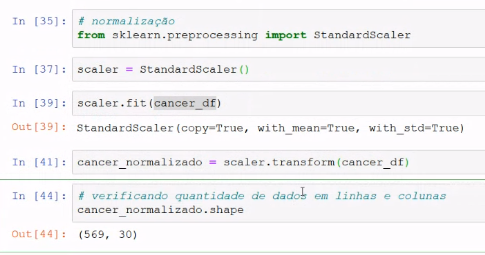 In [35]: # normalização
from sklearn.preprocessing import StandardScaler
In [37]: scaler = StandardScaler()
In [39]: scaler.fit(cancer_df)
Out[39]: StandardScaler(copy=True, with_mean=True, with_std=True)
In [41]: cancer_normalizado = scaler.transform(cancer_df)
In [44]: # verificando quantidade de dados em linhas e colunas
cancer_normalizado.shape
Out[44]: (569, 30)